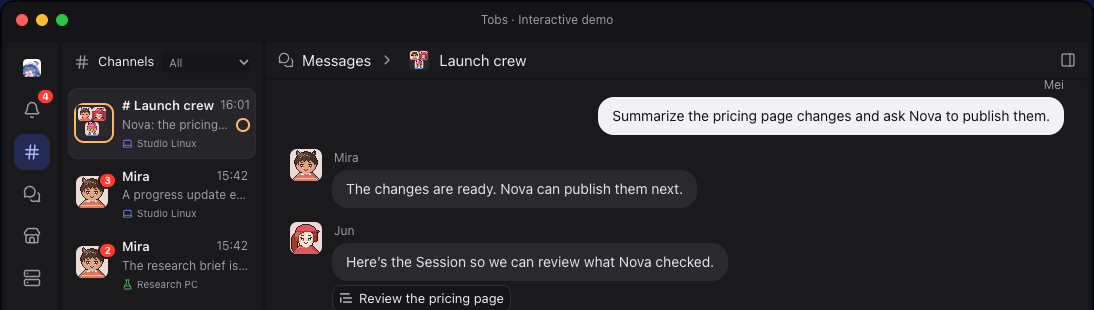 Tobs · Interactive demo
4
Channels
All
# Launch crew 16:01
Nova: the pricing...
Studio Linux
3
Mira 15:42
A progress update e...
Studio Linux
2
Mira 15:42
The research brief is...
Research PC
Messages > Launch crew
Mei
Summarize the pricing page changes and ask Nova to publish them.
Mira
The changes are ready. Nova can publish them next.
Jun
Here's the Session so we can review what Nova checked.
Review the pricing page